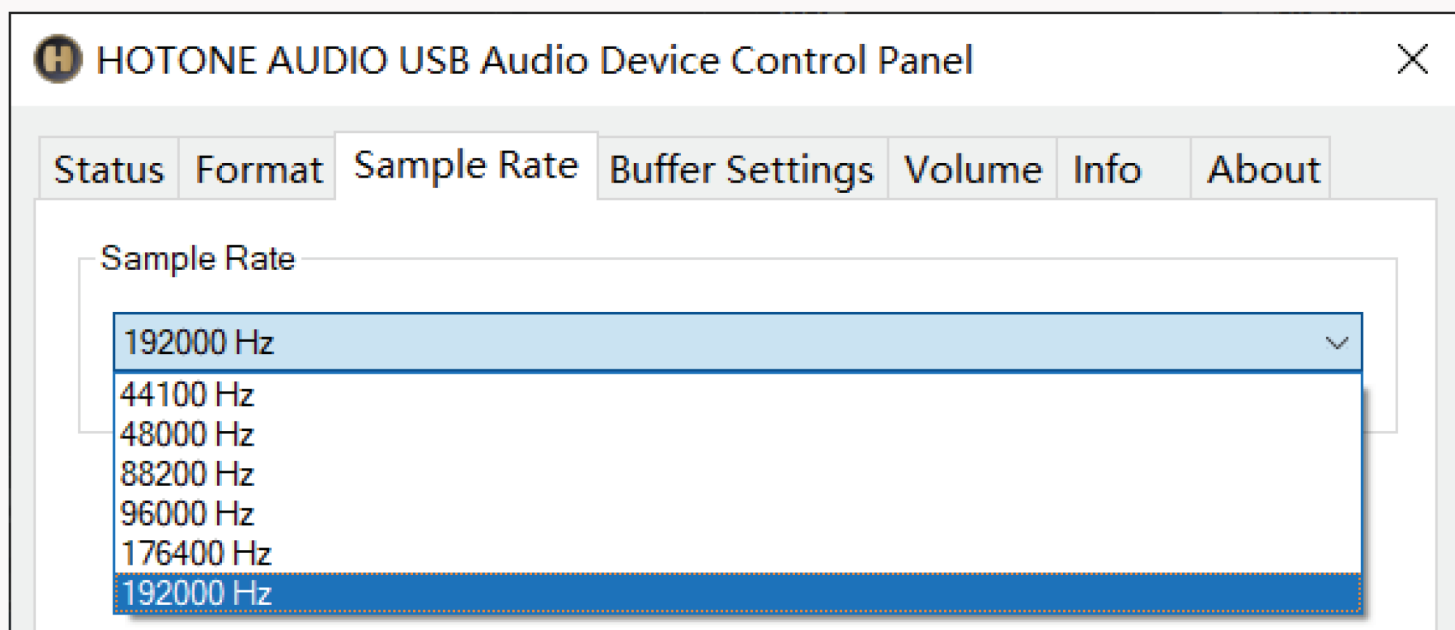 HOTONE AUDIO USB Audio Device Control Panel
Status Format Sample Rate Buffer Settings Volume Info About
Sample Rate
192000 Hz
44100 Hz
48000 Hz
88200 Hz
96000 Hz
176400 Hz
192000 Hz